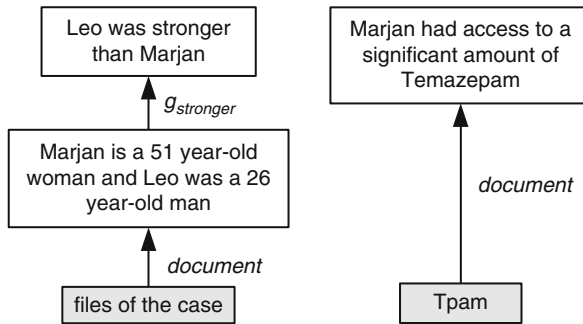 Leo was stronger
than Marjan
g_stronger
Marjan is a 51 year-old
woman and Leo was a 26
year-old man
document
files of the case
Marjan had access to a
significant amount of
Temazepam
document
Tpam